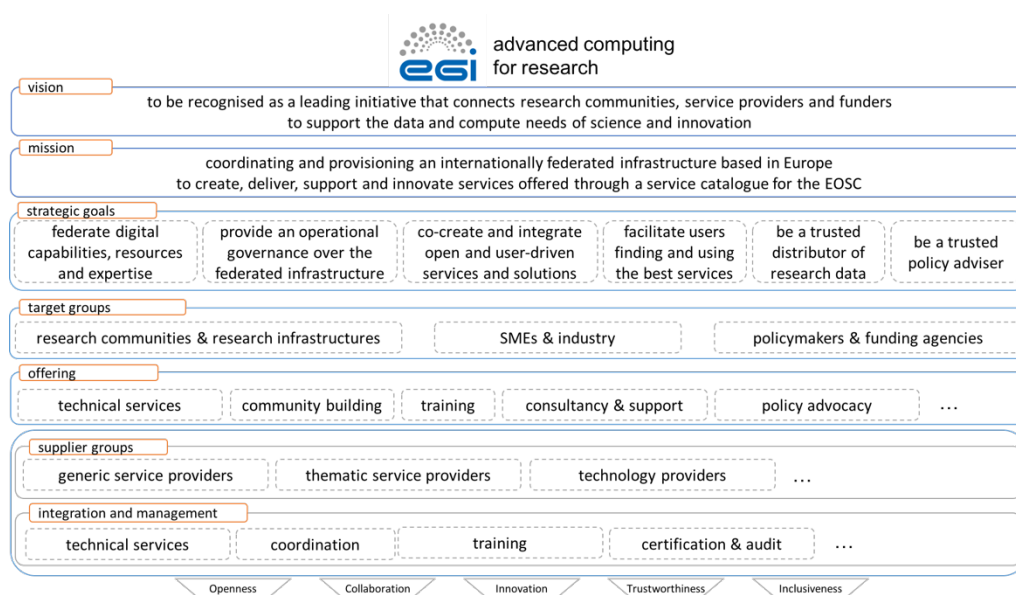 egi
advanced computing
for research
vision
to be recognised as a leading initiative that connects research communities, service providers and funders
to support the data and compute needs of science and innovation
mission
coordinating and provisioning an internationally federated infrastructure based in Europe
to create, deliver, support and innovate services offered through a service catalogue for the EOSC
strategic goals
federate digital
capabilities, resources
and expertise
provide an operational
governance over the
federated infrastructure
co-create and integrate
open and user-driven
services and solutions
facilitate users
finding and using
the best services
be a trusted
distributor of
research data
be a trusted
policy adviser
target groups
research communities & research infrastructures
SMEs & industry
policymakers & funding agencies
offering
technical services
community building
training
consultancy & support
policy advocacy
...
supplier groups
generic service providers
thematic service providers
technology providers
...
integration and management
technical services
coordination
training
certification & audit
...
Openness
Collaboration
Innovation
Trustworthiness
Inclusiveness